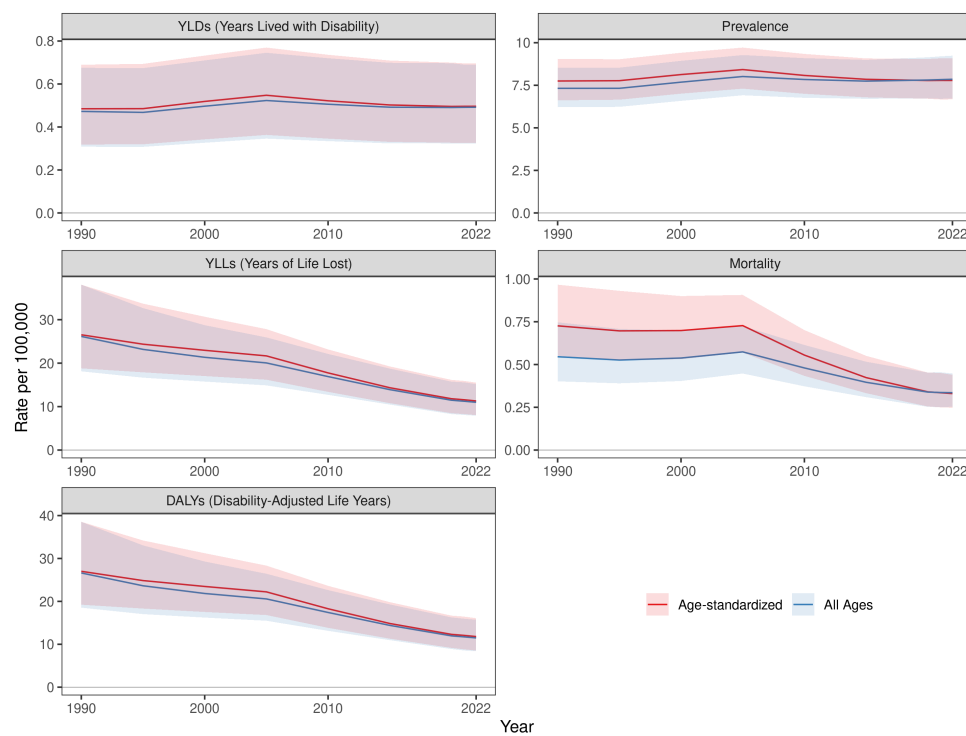 YLDs (Years Lived with Disability)
0.8
0.6
0.4
0.2
0.0
1990 2000 2010 2022
Prevalence
10
7.5
5.0
2.5
0.0
1990 2000 2010 2022
Rate per 100,000
YLLs (Years of Life Lost)
30
20
10
0
1990 2000 2010 2022
Mortality
1.00
0.75
0.50
0.25
0.00
1990 2000 2010 2022
DALYs (Disability-Adjusted Life Years)
40
30
20
10
0
1990 2000 2010 2022
Age-standardized All Ages
Year